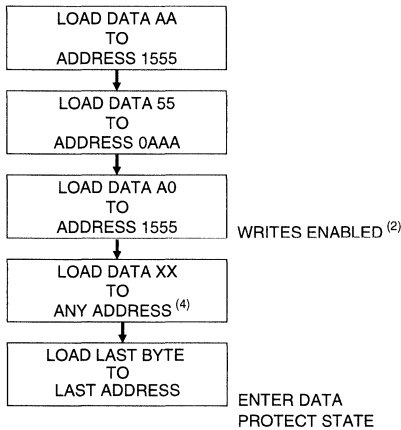 LOAD DATA AA
TO
ADDRESS 1555
LOAD DATA 55
TO
ADDRESS 0AAA
LOAD DATA A0
TO
ADDRESS 1555
WRITES ENABLED (2)
LOAD DATA XX
TO
ANY ADDRESS (4)
LOAD LAST BYTE
TO
LAST ADDRESS
ENTER DATA
PROTECT STATE